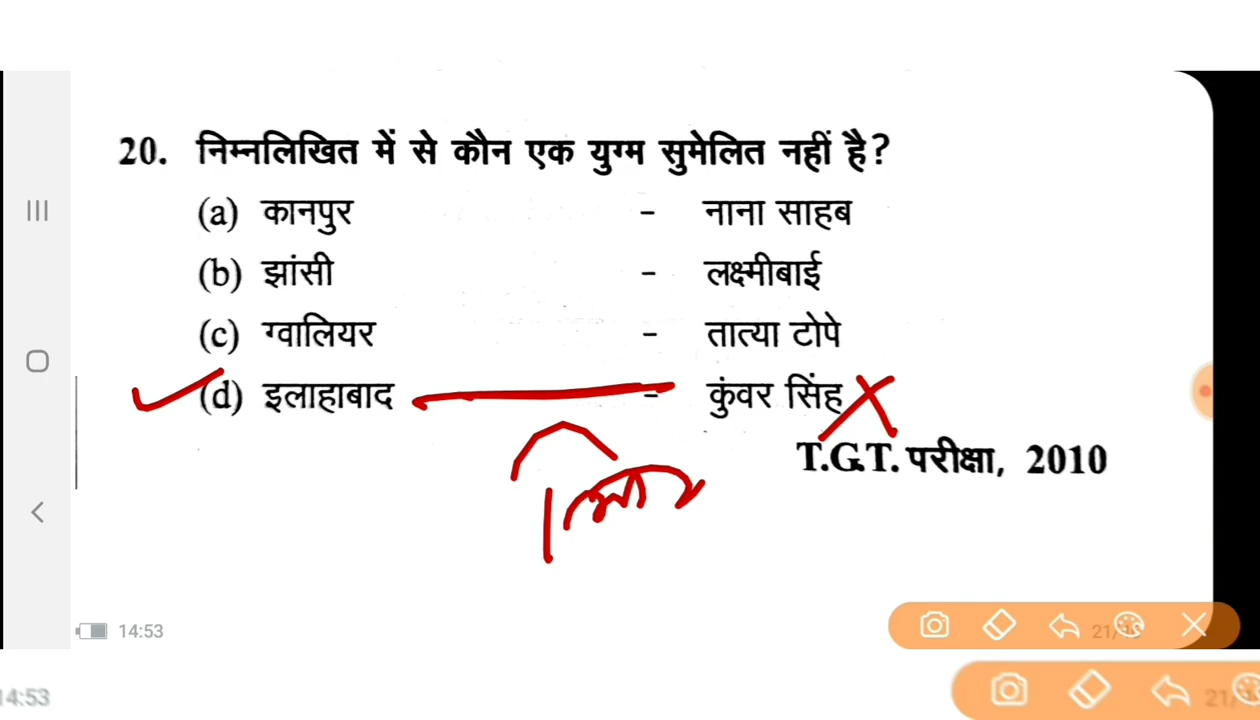 20. निम्नलिखित में से कौन एक युग्म सुमेलित नहीं है?
(a) कानपुर - नाना साहब
(b) झांसी - लक्ष्मीबाई
(c) ग्वालियर - तात्या टोपे
(d) इलाहाबाद - कुंवर सिंह
T.G.T. परीक्षा, 2010
14:53
14:53